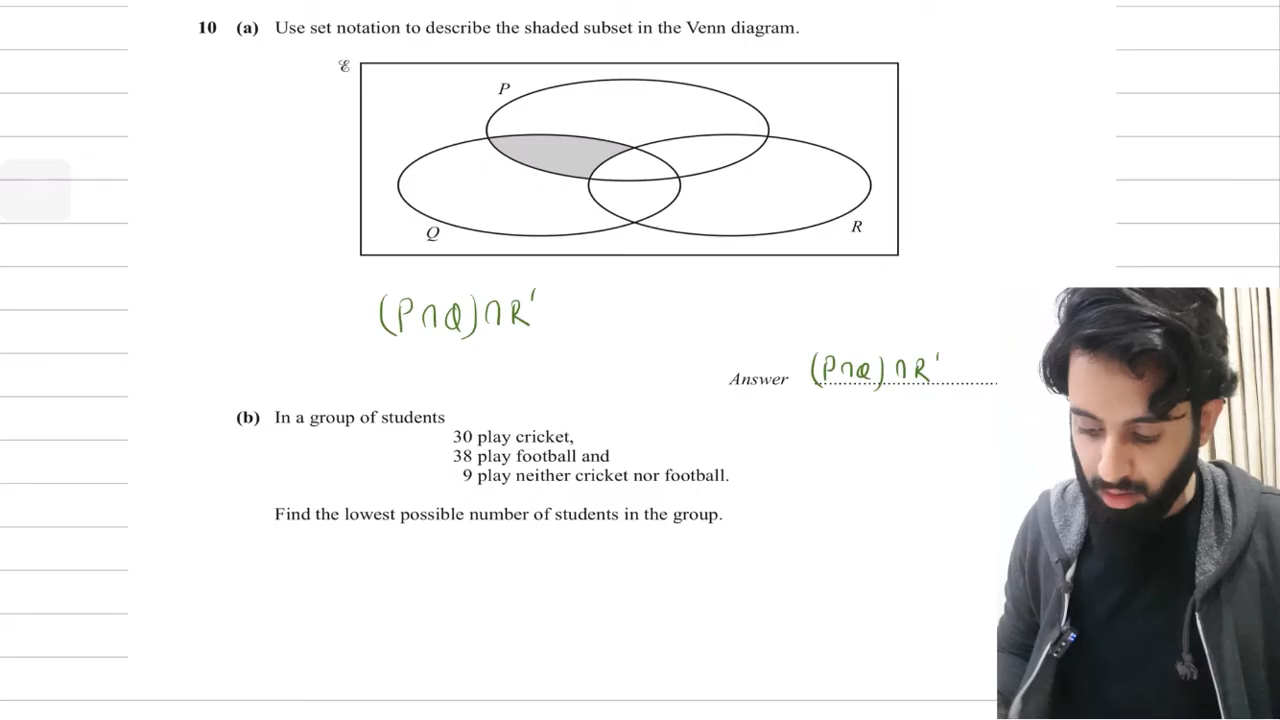 10 (a) Use set notation to describe the shaded subset in the Venn diagram.
ℰ
P
Q
R
(P∩Q)∩R'
Answer (P∩Q)∩R'
(b) In a group of students
30 play cricket,
38 play football and
9 play neither cricket nor football.
Find the lowest possible number of students in the group.